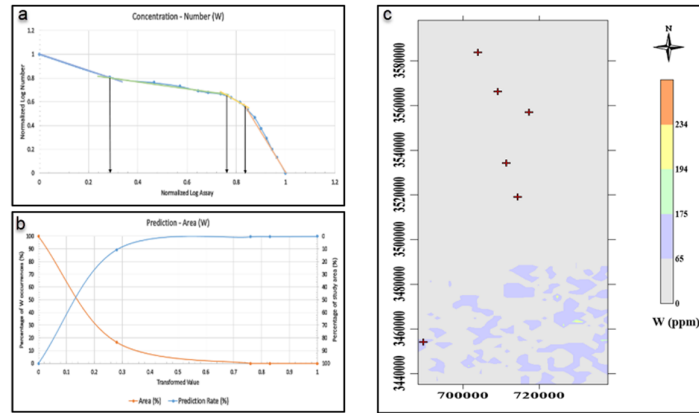 a
Concentration - Number (W)
Normalized Log Number
1.2
1
0.8
0.6
0.4
0.2
0
0 0.2 0.4 0.6 0.8 1 1.2
Normalized Log Assay
b
Prediction - Area (W)
Percentage of W occurrences (%)
100
90
80
70
60
50
40
30
20
10
0
0
10
20
30
40
50
60
70
80
90
100
Percentage of study area (%)
0 0.1 0.2 0.3 0.4 0.5 0.6 0.7 0.8 0.9 1
Transformed Value
Area (%) Prediction Rate (%)
c
3580000
3560000
3540000
3520000
3500000
3480000
3460000
3440000
700000 720000
N
234
194
175
65
0
W (ppm)